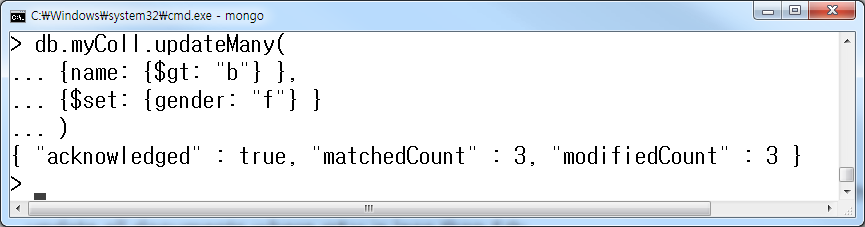 C:\Windows\system32\cmd.exe - mongo
> db.myColl.updateMany(
... {name: {$gt: "b"} },
... {$set: {gender: "f"} }
... )
{ "acknowledged" : true, "matchedCount" : 3, "modifiedCount" : 3 }
>